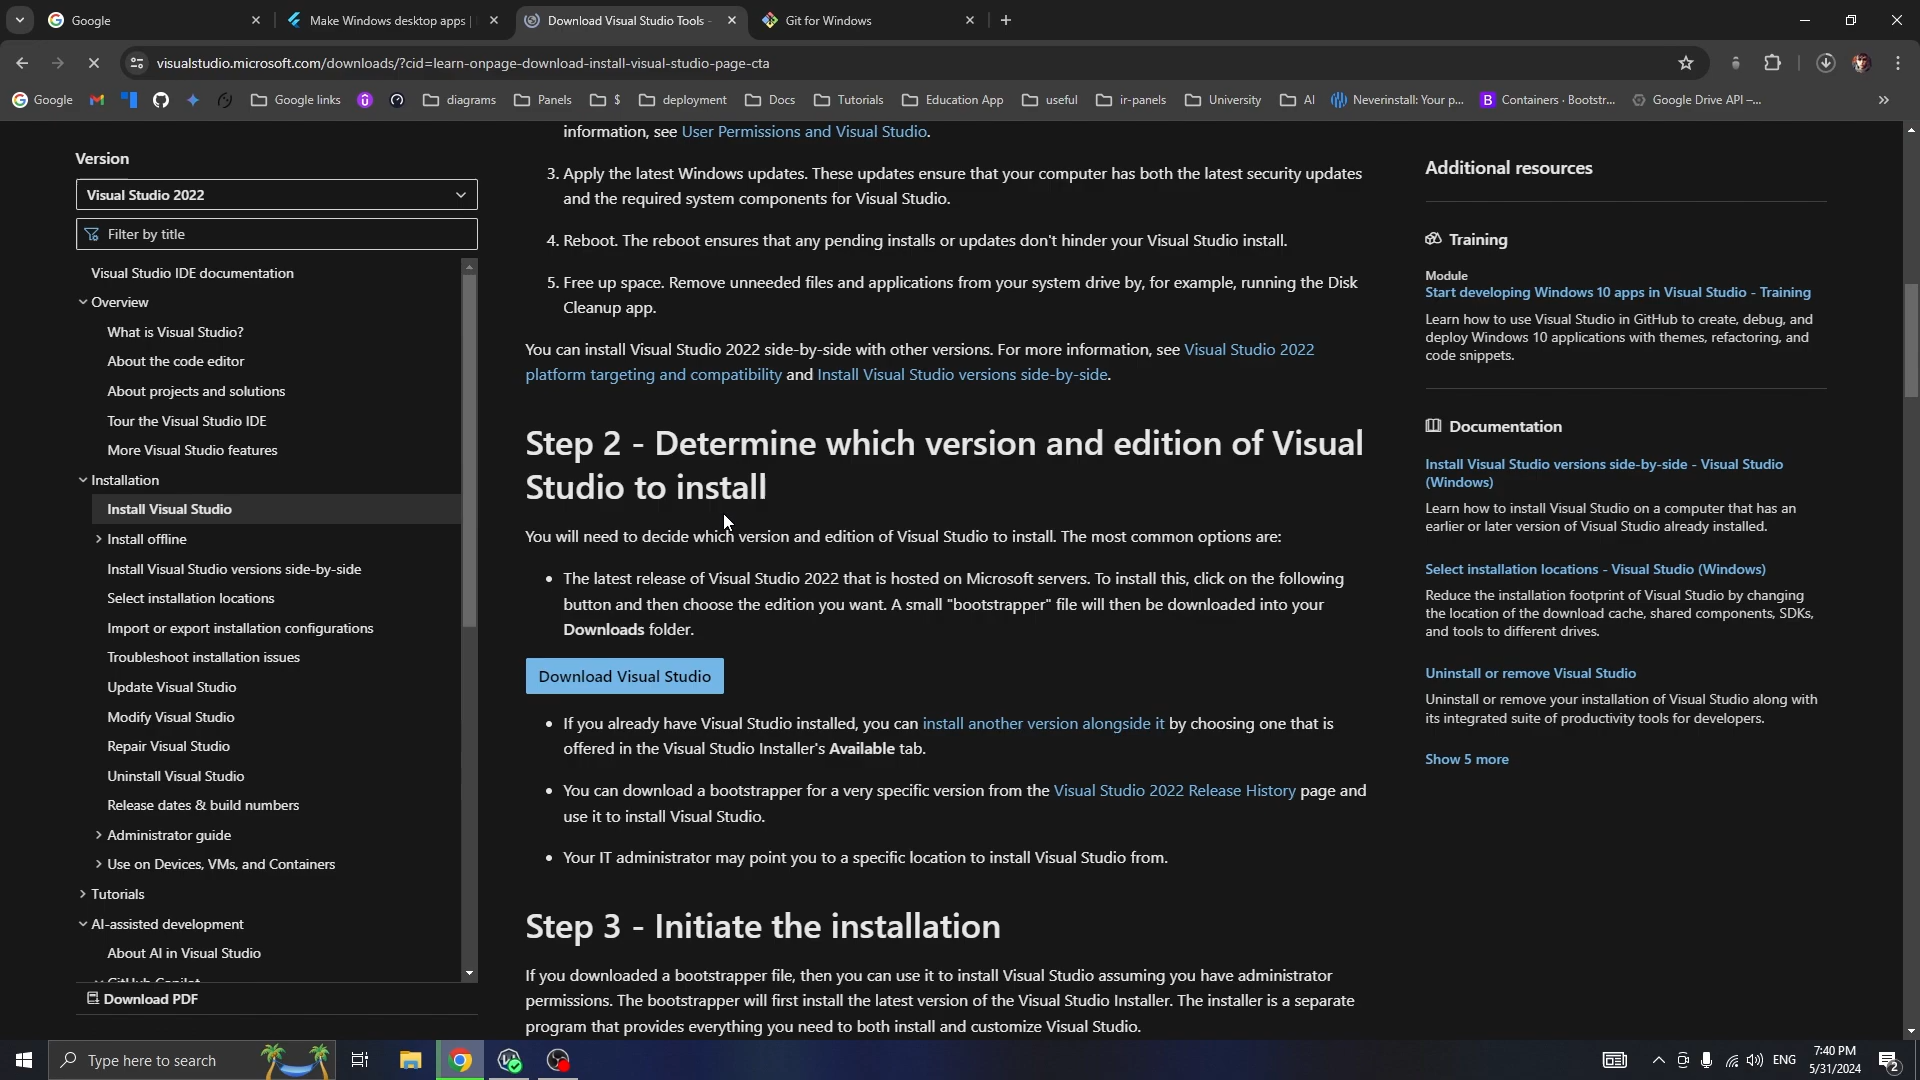 Google
Make Windows desktop apps |
Download Visual Studio Tools -
Git for Windows
visualstudio.microsoft.com/downloads/?cid=learn-onpage-download-install-visual-studio-page-cta
Google
Google links
diagrams
Panels
$
deployment
Docs
Tutorials
Education App
useful
ir-panels
University
AI
Neverinstall: Your p...
Containers · Bootstr...
Google Drive API –...
Version
Visual Studio 2022
Filter by title
Visual Studio IDE documentation
Overview
What is Visual Studio?
About the code editor
About projects and solutions
Tour the Visual Studio IDE
More Visual Studio features
Installation
Install Visual Studio
Install offline
Install Visual Studio versions side-by-side
Select installation locations
Import or export installation configurations
Troubleshoot installation issues
Update Visual Studio
Modify Visual Studio
Repair Visual Studio
Uninstall Visual Studio
Release dates & build numbers
Administrator guide
Use on Devices, VMs, and Containers
Tutorials
AI-assisted development
About AI in Visual Studio
GitHub Copilot
Download PDF
information, see User Permissions and Visual Studio.
3. Apply the latest Windows updates. These updates ensure that your computer has both the latest security updates
and the required system components for Visual Studio.
4. Reboot. The reboot ensures that any pending installs or updates don't hinder your Visual Studio install.
5. Free up space. Remove unneeded files and applications from your system drive by, for example, running the Disk
Cleanup app.
You can install Visual Studio 2022 side-by-side with other versions. For more information, see Visual Studio 2022
platform targeting and compatibility and Install Visual Studio versions side-by-side.
Step 2 - Determine which version and edition of Visual
Studio to install
You will need to decide which version and edition of Visual Studio to install. The most common options are:
• The latest release of Visual Studio 2022 that is hosted on Microsoft servers. To install this, click on the following
button and then choose the edition you want. A small "bootstrapper" file will then be downloaded into your
Downloads folder.
Download Visual Studio
• If you already have Visual Studio installed, you can install another version alongside it by choosing one that is
offered in the Visual Studio Installer's Available tab.
• You can download a bootstrapper for a very specific version from the Visual Studio 2022 Release History page and
use it to install Visual Studio.
• Your IT administrator may point you to a specific location to install Visual Studio from.
Step 3 - Initiate the installation
If you downloaded a bootstrapper file, then you can use it to install Visual Studio assuming you have administrator
permissions. The bootstrapper will first install the latest version of the Visual Studio Installer. The installer is a separate
program that provides everything you need to both install and customize Visual Studio.
Additional resources
Training
Module
Start developing Windows 10 apps in Visual Studio - Training
Learn how to use Visual Studio in GitHub to create, debug, and
deploy Windows 10 applications with themes, refactoring, and
code snippets.
Documentation
Install Visual Studio versions side-by-side - Visual Studio
(Windows)
Learn how to install Visual Studio on a computer that has an
earlier or later version of Visual Studio already installed.
Select installation locations - Visual Studio (Windows)
Reduce the installation footprint of Visual Studio by changing
the location of the download cache, shared components, SDKs,
and tools to different drives.
Uninstall or remove Visual Studio
Uninstall or remove your installation of Visual Studio along with
its integrated suite of productivity tools for developers.
Show 5 more
Type here to search
ENG
7:40 PM
5/31/2024
2